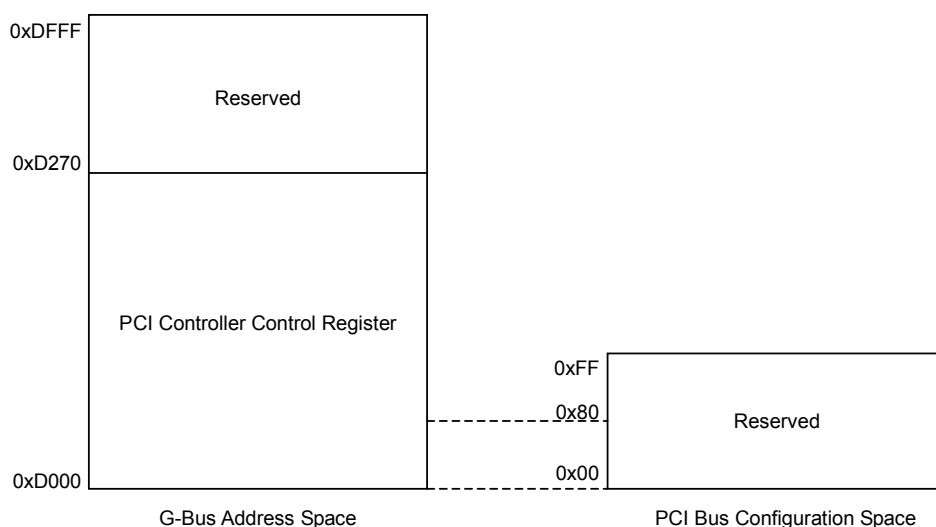 0xDFFF
Reserved
0xD270
PCI Controller Control Register
0xFF
0x80
Reserved
0x00
0xD000
G-Bus Address Space
PCI Bus Configuration Space